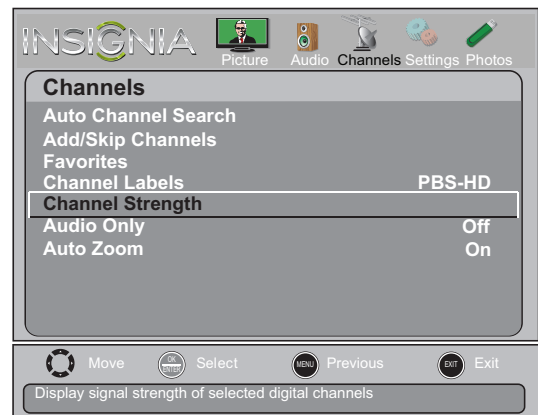 INSIGNIA
Picture Audio Channels Settings Photos
Channels
Auto Channel Search
Add/Skip Channels
Favorites
Channel Labels PBS-HD
Channel Strength
Audio Only Off
Auto Zoom On
Move OK ENTER Select MENU Previous EXIT Exit
Display signal strength of selected digital channels